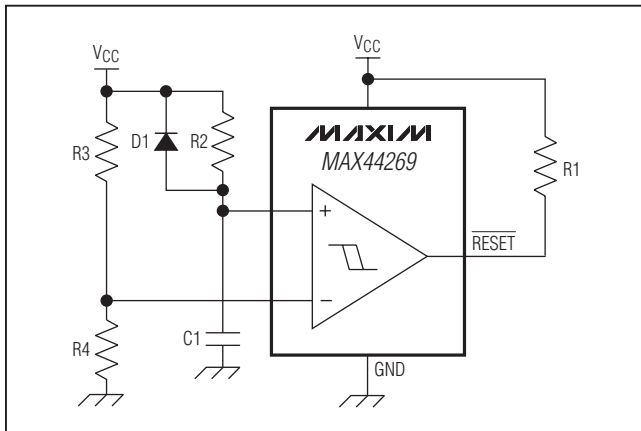 VCC
VCC
R3
D1
R2
MAXIM
MAX44269
R1
+
RESET
−
R4
C1
GND